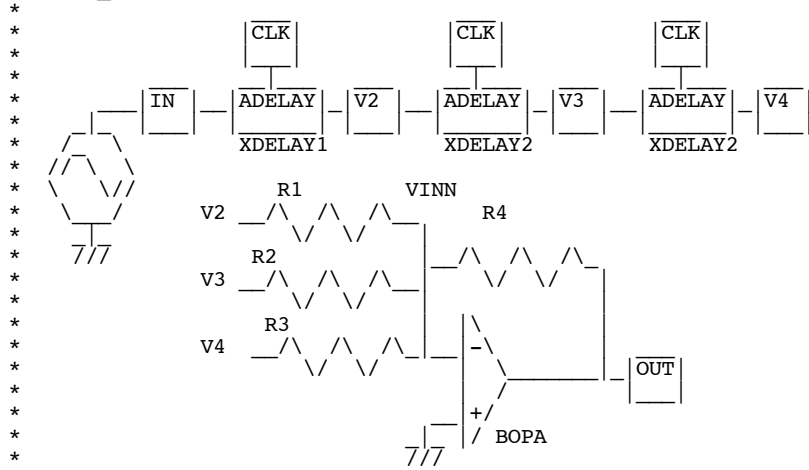 CLK CLK CLK
IN ADELAY V2 ADELAY V3 ADELAY V4
XDELAY1 XDELAY2 XDELAY2
R1 VINN
V2 R4
R2
V3
R3
V4 -
OUT
+
BOPA